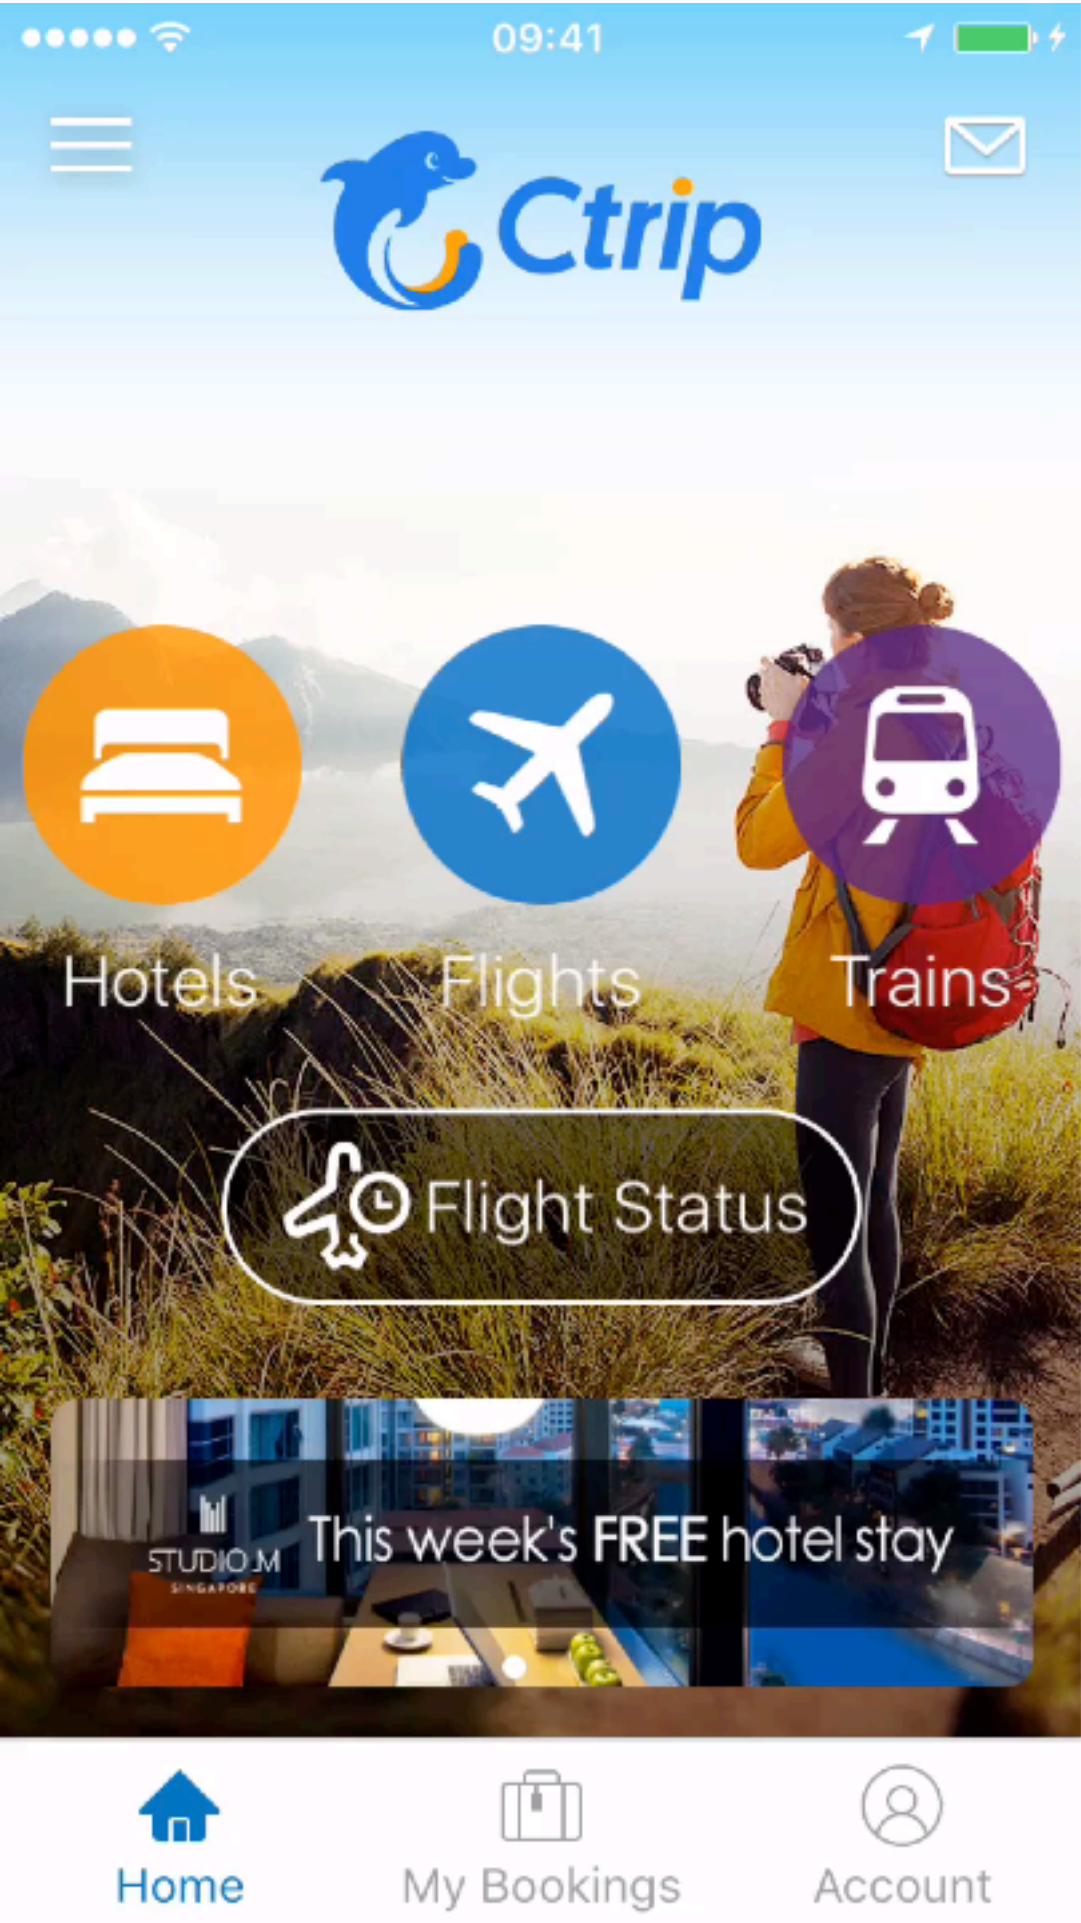 09:41
Ctrip
Hotels
Flights
Trains
Flight Status
STUDIO M
SINGAPORE
This week's FREE hotel stay
Home
My Bookings
Account